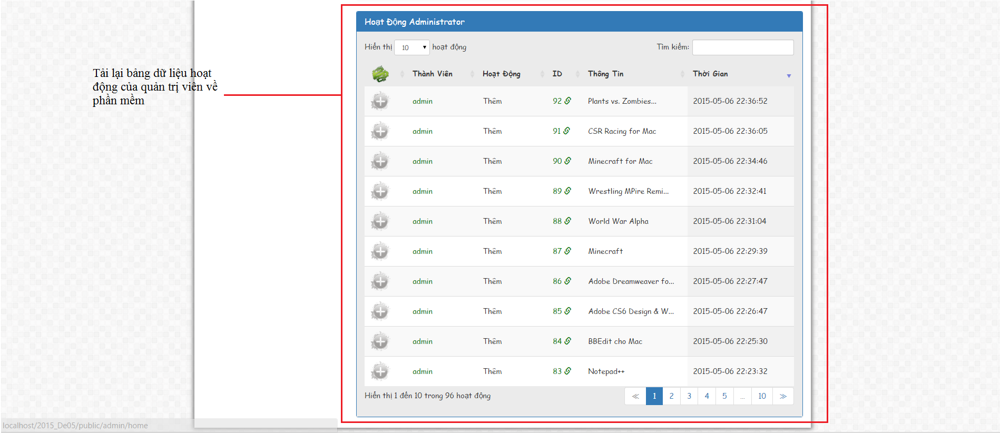 Hoạt Động Administrator
Hiển thị 10 hoạt động Tìm kiếm:
Tải lại bảng dữ liệu hoạt
động của quản trị viên về
phần mềm
Thành Viên Hoạt Động ID Thông Tin Thời Gian
admin Thêm 92 Plants vs. Zombies... 2015-05-06 22:36:52
admin Thêm 91 CSR Racing for Mac 2015-05-06 22:36:05
admin Thêm 90 Minecraft for Mac 2015-05-06 22:34:46
admin Thêm 89 Wrestling MPire Remi... 2015-05-06 22:32:41
admin Thêm 88 World War Alpha 2015-05-06 22:31:04
admin Thêm 87 Minecraft 2015-05-06 22:29:39
admin Thêm 86 Adobe Dreamweaver fo... 2015-05-06 22:27:47
admin Thêm 85 Adobe CS6 Design & W... 2015-05-06 22:26:47
admin Thêm 84 BBEdit cho Mac 2015-05-06 22:25:30
admin Thêm 83 Notepad++ 2015-05-06 22:23:32
Hiển thị 1 đến 10 trong 96 hoạt động ≪ 1 2 3 4 5 ... 10 ≫
localhost/2015_De05/public/admin/home